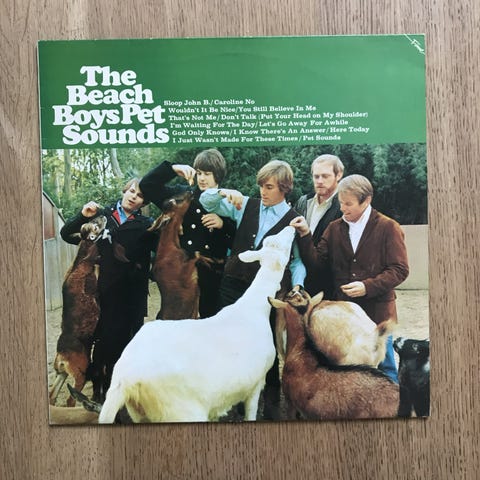 The
Beach
Boys Pet
Sounds
Sloop John B./Caroline No
Wouldn't It Be Nice/You Still Believe In Me
That's Not Me/Don't Talk (Put Your Head on My Shoulder)
I'm Waiting For The Day/Let's Go Away For Awhile
God Only Knows/I Know There's An Answer/Here Today
I Just Wasn't Made For These Times/Pet Sounds